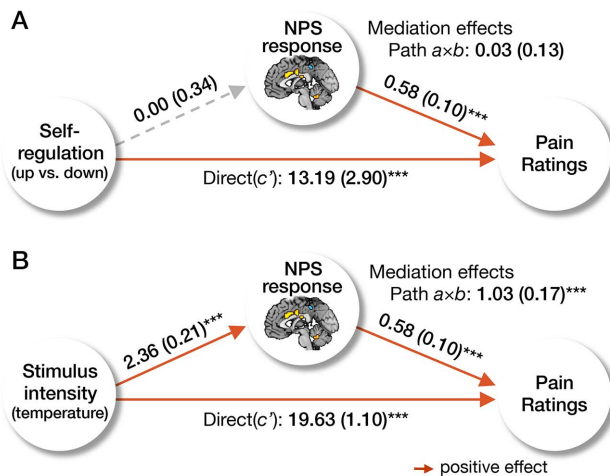 A
NPS
response
Mediation effects
Path a×b: 0.03 (0.13)
0.00 (0.34)
0.58 (0.10)***
Self-
regulation
(up vs. down)
Pain
Ratings
Direct(c’): 13.19 (2.90)***
B
NPS
response
Mediation effects
Path a×b: 1.03 (0.17)***
2.36 (0.21)***
0.58 (0.10)***
Stimulus
intensity
(temperature)
Pain
Ratings
Direct(c’): 19.63 (1.10)***
positive effect